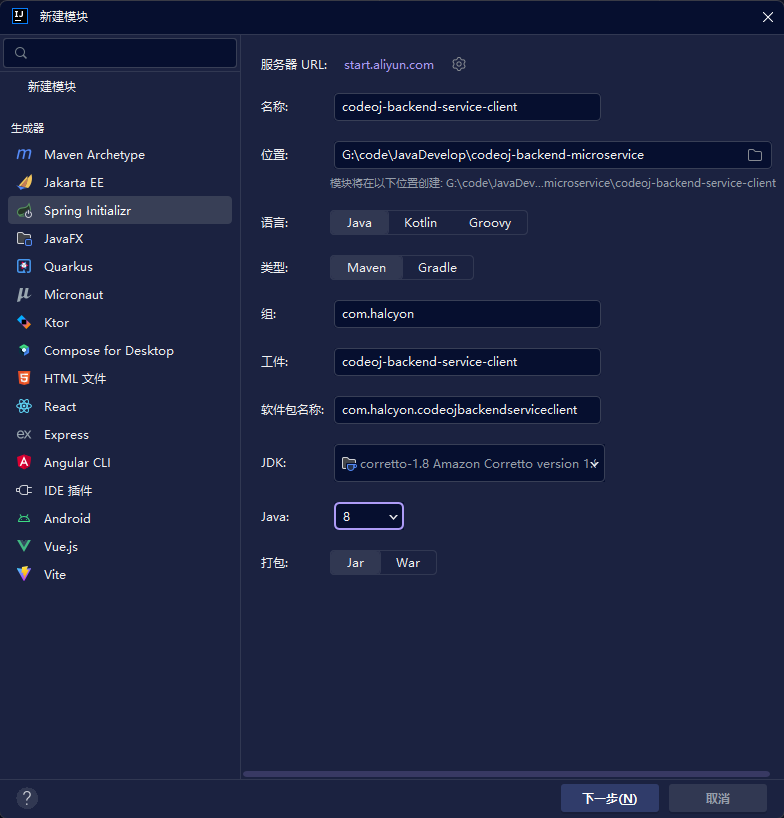 新建模块
新建模块
生成器
Maven Archetype
Jakarta EE
Spring Initializr
JavaFX
Quarkus
Micronaut
Ktor
Compose for Desktop
HTML 文件
React
Express
Angular CLI
IDE 插件
Android
Vue.js
Vite
服务器 URL: start.aliyun.com
名称: codeoj-backend-service-client
位置: G:\code\JavaDevelop\codeoj-backend-microservice
模块将在以下位置创建: G:\code\JavaDev...microservice\codeoj-backend-service-client
语言: Java Kotlin Groovy
类型: Maven Gradle
组: com.halcyon
工件: codeoj-backend-service-client
软件包名称: com.halcyon.codeojbackendserviceclient
JDK: corretto-1.8 Amazon Corretto version 1.
Java: 8
打包: Jar War
? 下一步(N) 取消